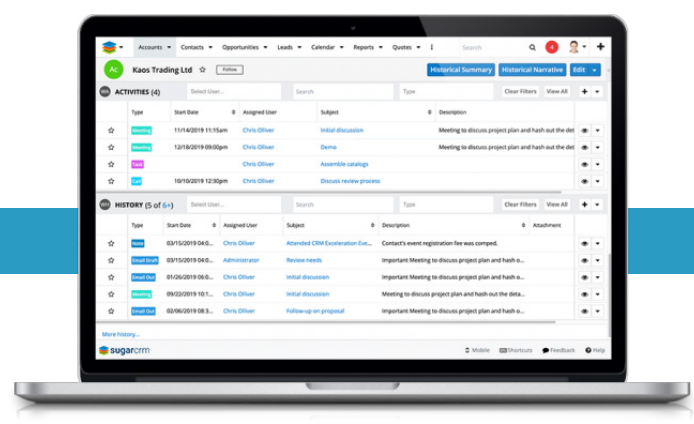 Accounts Contacts Opportunities Leads Calendar Reports Quotes Search 4
Ac Kaos Trading Ltd Follow Historical Summary Historical Narrative Edit
ACTIVITIES (4) Select User... Search Type Clear Filters View All
Type Start Date Assigned User Subject Description
Meeting 11/14/2019 11:15am Chris Olliver Initial discussion Meeting to discuss project plan and hash out the det
Meeting 12/18/2019 09:00pm Chris Olliver Demo Meeting to discuss project plan and hash out the det
Task Chris Olliver Assemble catalogs
Call 10/10/2019 12:30pm Chris Olliver Discuss review process
HISTORY (5 of 6+) Select User... Search Type Clear Filters View All
Type Start Date Assigned User Subject Description Attachment
Note 03/15/2019 04:0... Chris Olliver Attended CRM Exceleration Eve... Contact's event registration fee was comped.
Email Draft 03/15/2019 04:0... Administrator Review needs Important Meeting to discuss project plan and hash o...
Email Out 01/26/2019 06:0... Chris Olliver Initial discussion Important Meeting to discuss project plan and hash o...
Meeting 09/22/2019 10:1... Chris Olliver Initial discussion Meeting to discuss project plan and hash out the deta...
Email Out 02/06/2019 08:3... Chris Olliver Follow-up on proposal Important Meeting to discuss project plan and hash o...
More history...
sugarcrm Mobile Shortcuts Feedback Help